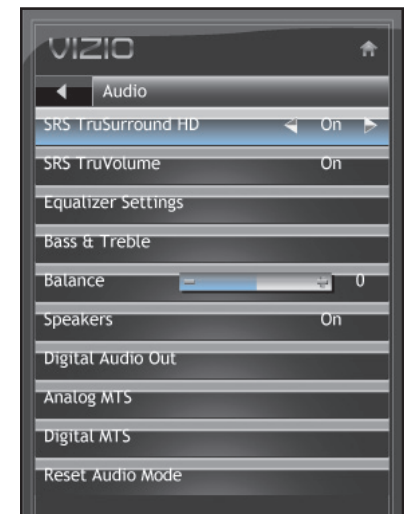 VIZIO
Audio
SRS TruSurround HD On
SRS TruVolume On
Equalizer Settings
Bass & Treble
Balance 0
Speakers On
Digital Audio Out
Analog MTS
Digital MTS
Reset Audio Mode